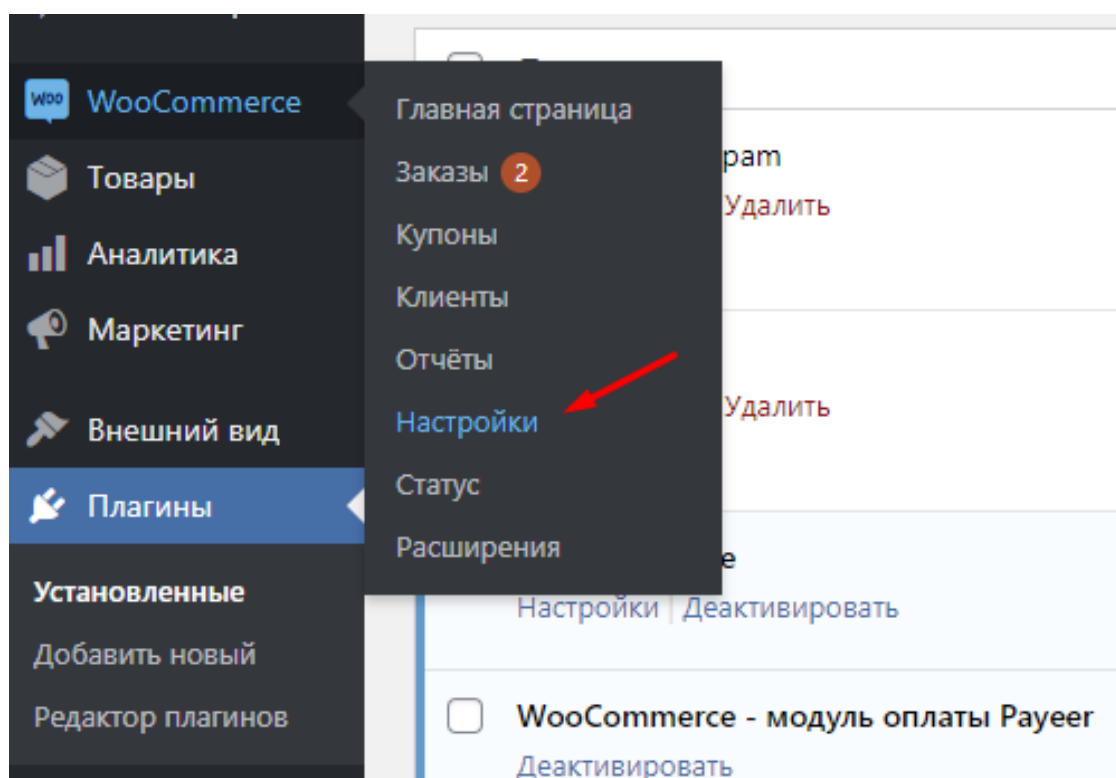 WOO
WooCommerce
Товары
Аналитика
Маркетинг
Внешний вид
Плагины
Установленные
Добавить новый
Редактор плагинов
Главная страница
Заказы 2
Купоны
Клиенты
Отчёты
Настройки
Статус
Расширения
Удалить
Удалить
Настройки | Деактивировать
WooCommerce - модуль оплаты Payeer
Деактивировать